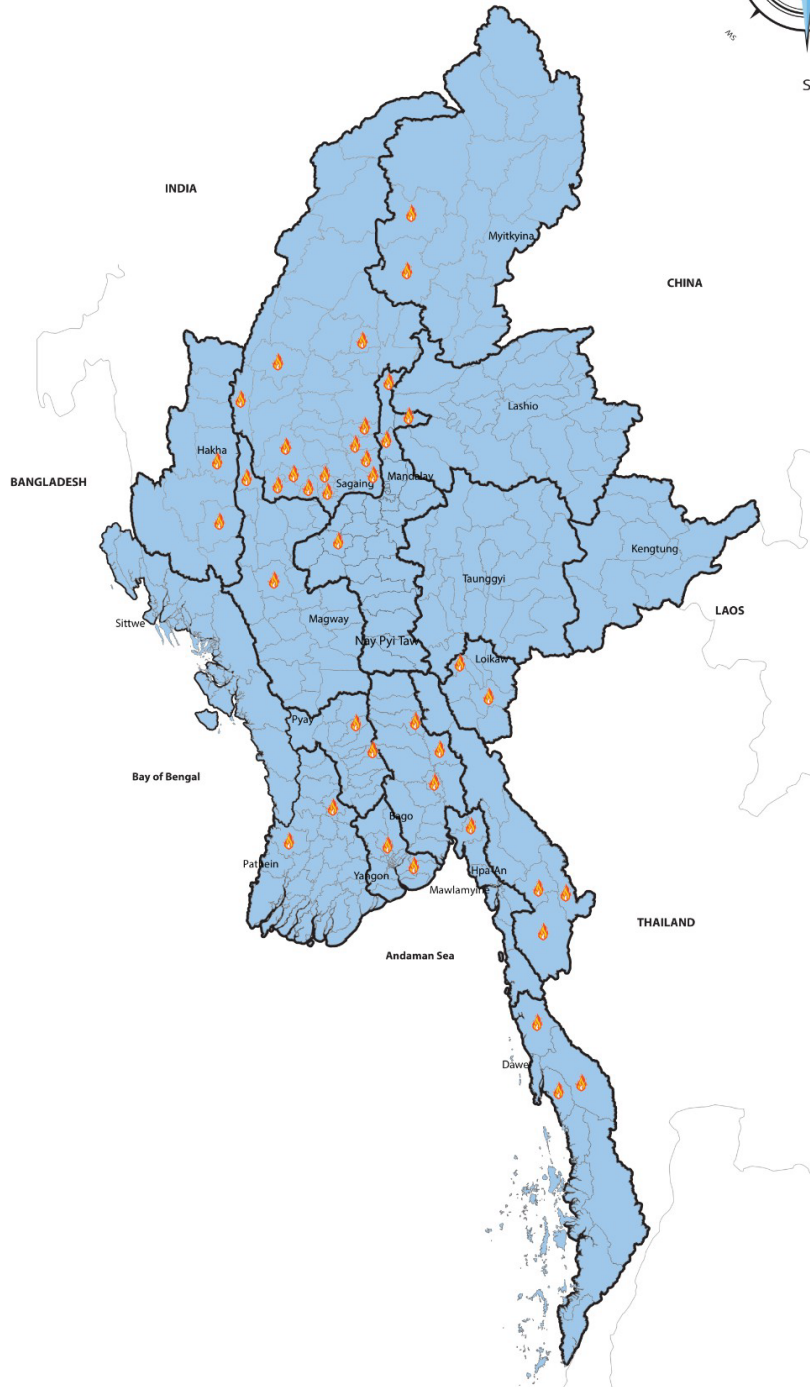 SW
S
INDIA
Myitkyina
CHINA
Lashio
Hakha
Mandalay
BANGLADESH
Sagaing
Kengtung
Taunggyi
LAOS
Sittwe
Magway
Nay Pyi Taw
Loikaw
Pyay
Bay of Bengal
Bago
Pathein
Hpa-An
Yangon
Mawlamyine
THAILAND
Andaman Sea
Dawei